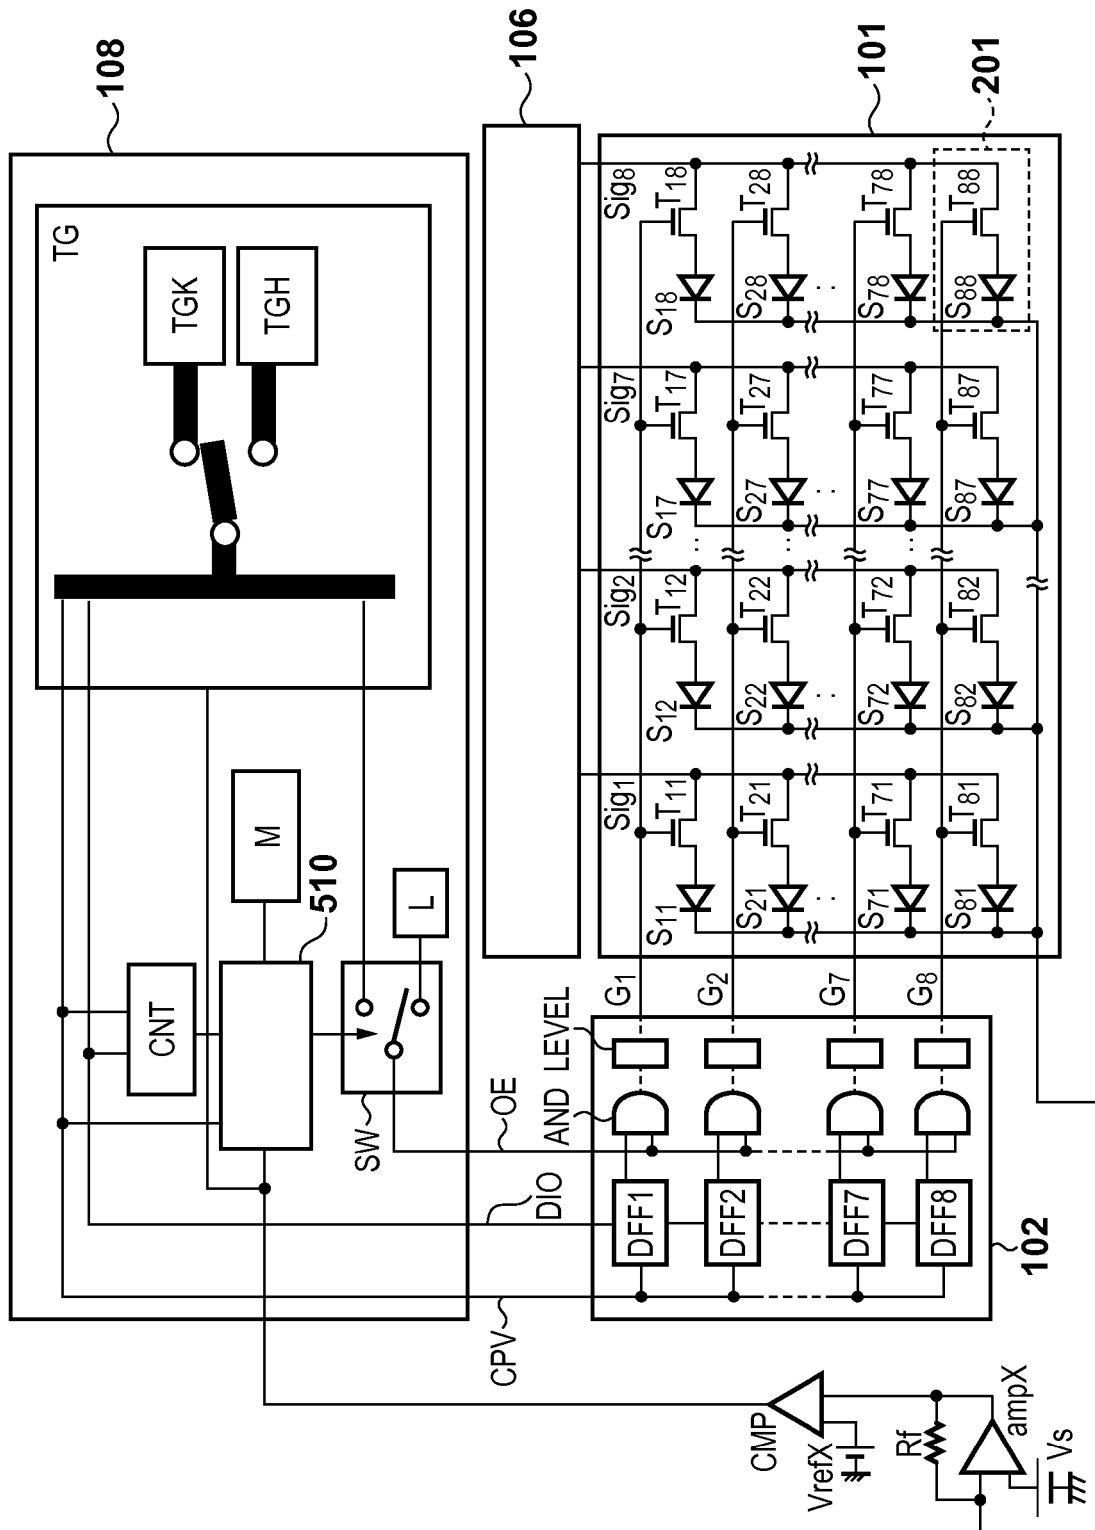 108
TG
TGK
TGH
M
510
CNT
L
SW
106
101
201
Sig1
Sig2
Sig7
Sig8
T11
T12
T17
T18
S11
S12
S17
S18
T21
T22
T27
T28
S21
S22
S27
S28
T71
T72
T77
T78
S71
S72
S77
S78
T81
T82
T87
T88
S81
S82
S87
S88
G1
G2
G7
G8
AND LEVEL
OE
DIO
CPV
DFF1
DFF2
DFF7
DFF8
102
CMP
VrefX
Rf
ampX
Vs